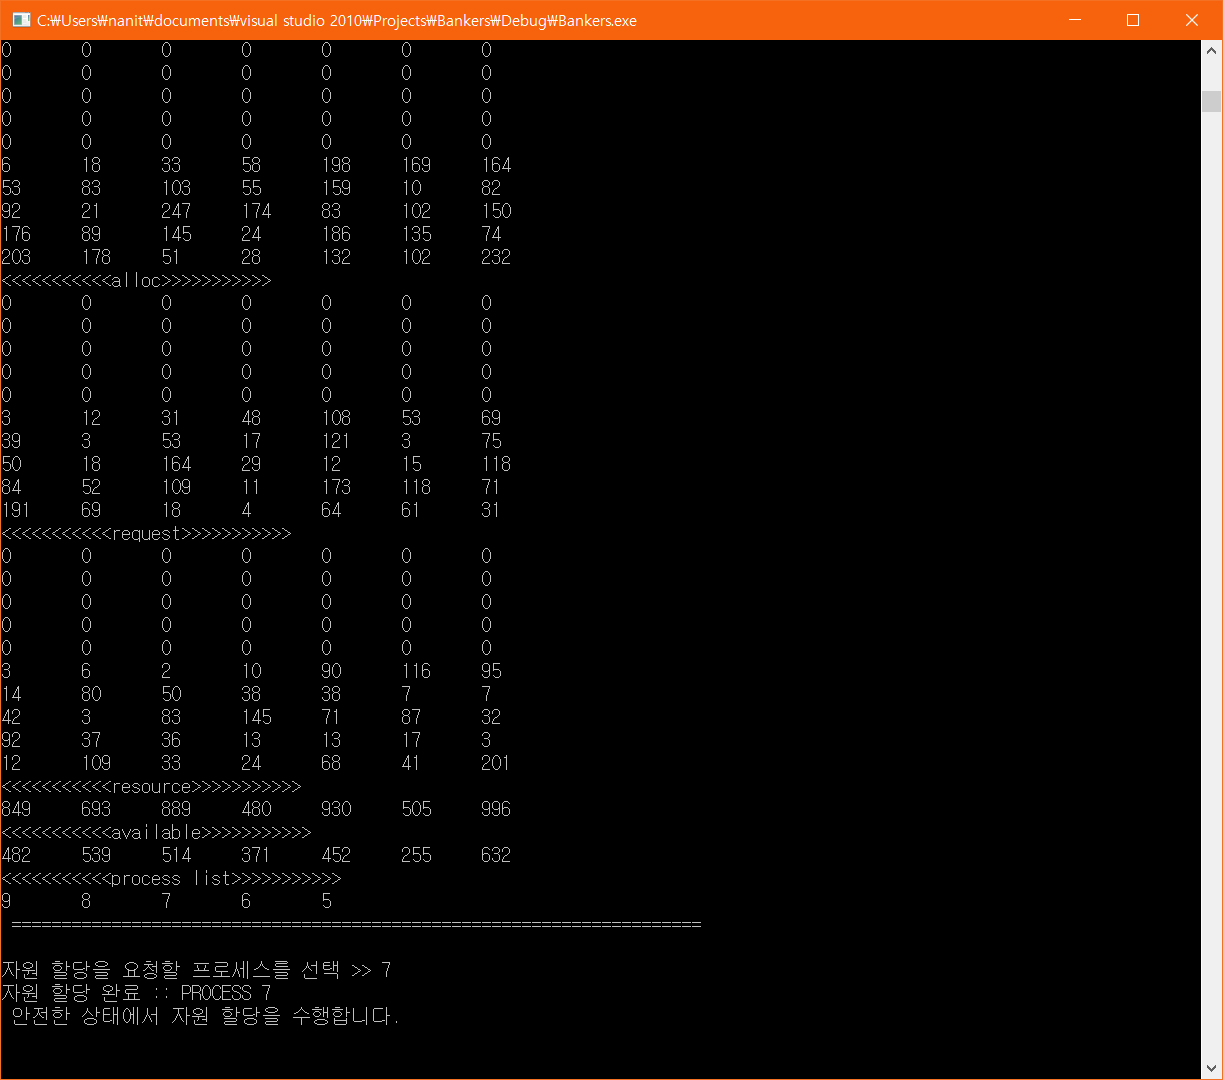 C:₩Users₩nanit₩documents₩visual studio 2010₩Projects₩Bankers₩Debug₩Bankers.exe
0 0 0 0 0 0 0
0 0 0 0 0 0 0
0 0 0 0 0 0 0
0 0 0 0 0 0 0
0 0 0 0 0 0 0
6 18 33 58 198 169 164
53 83 103 55 159 10 82
92 21 247 174 83 102 150
176 89 145 24 186 135 74
203 178 51 28 132 102 232
<<<<<<<<<<<alloc>>>>>>>>>>>
0 0 0 0 0 0 0
0 0 0 0 0 0 0
0 0 0 0 0 0 0
0 0 0 0 0 0 0
0 0 0 0 0 0 0
3 12 31 48 108 53 69
39 3 53 17 121 3 75
50 18 164 29 12 15 118
84 52 109 11 173 118 71
191 69 18 4 64 61 31
<<<<<<<<<<<request>>>>>>>>>>>
0 0 0 0 0 0 0
0 0 0 0 0 0 0
0 0 0 0 0 0 0
0 0 0 0 0 0 0
0 0 0 0 0 0 0
3 6 2 10 90 116 95
14 80 50 38 38 7 7
42 3 83 145 71 87 32
92 37 36 13 13 17 3
12 109 33 24 68 41 201
<<<<<<<<<<<resource>>>>>>>>>>>
849 693 889 480 930 505 996
<<<<<<<<<<<available>>>>>>>>>>>
482 539 514 371 452 255 632
<<<<<<<<<<<process list>>>>>>>>>>>
9 8 7 6 5
=====================================================================
자원 할당을 요청할 프로세스를 선택 >> 7
자원 할당 완료 :: PROCESS 7
안전한 상태에서 자원 할당을 수행합니다.